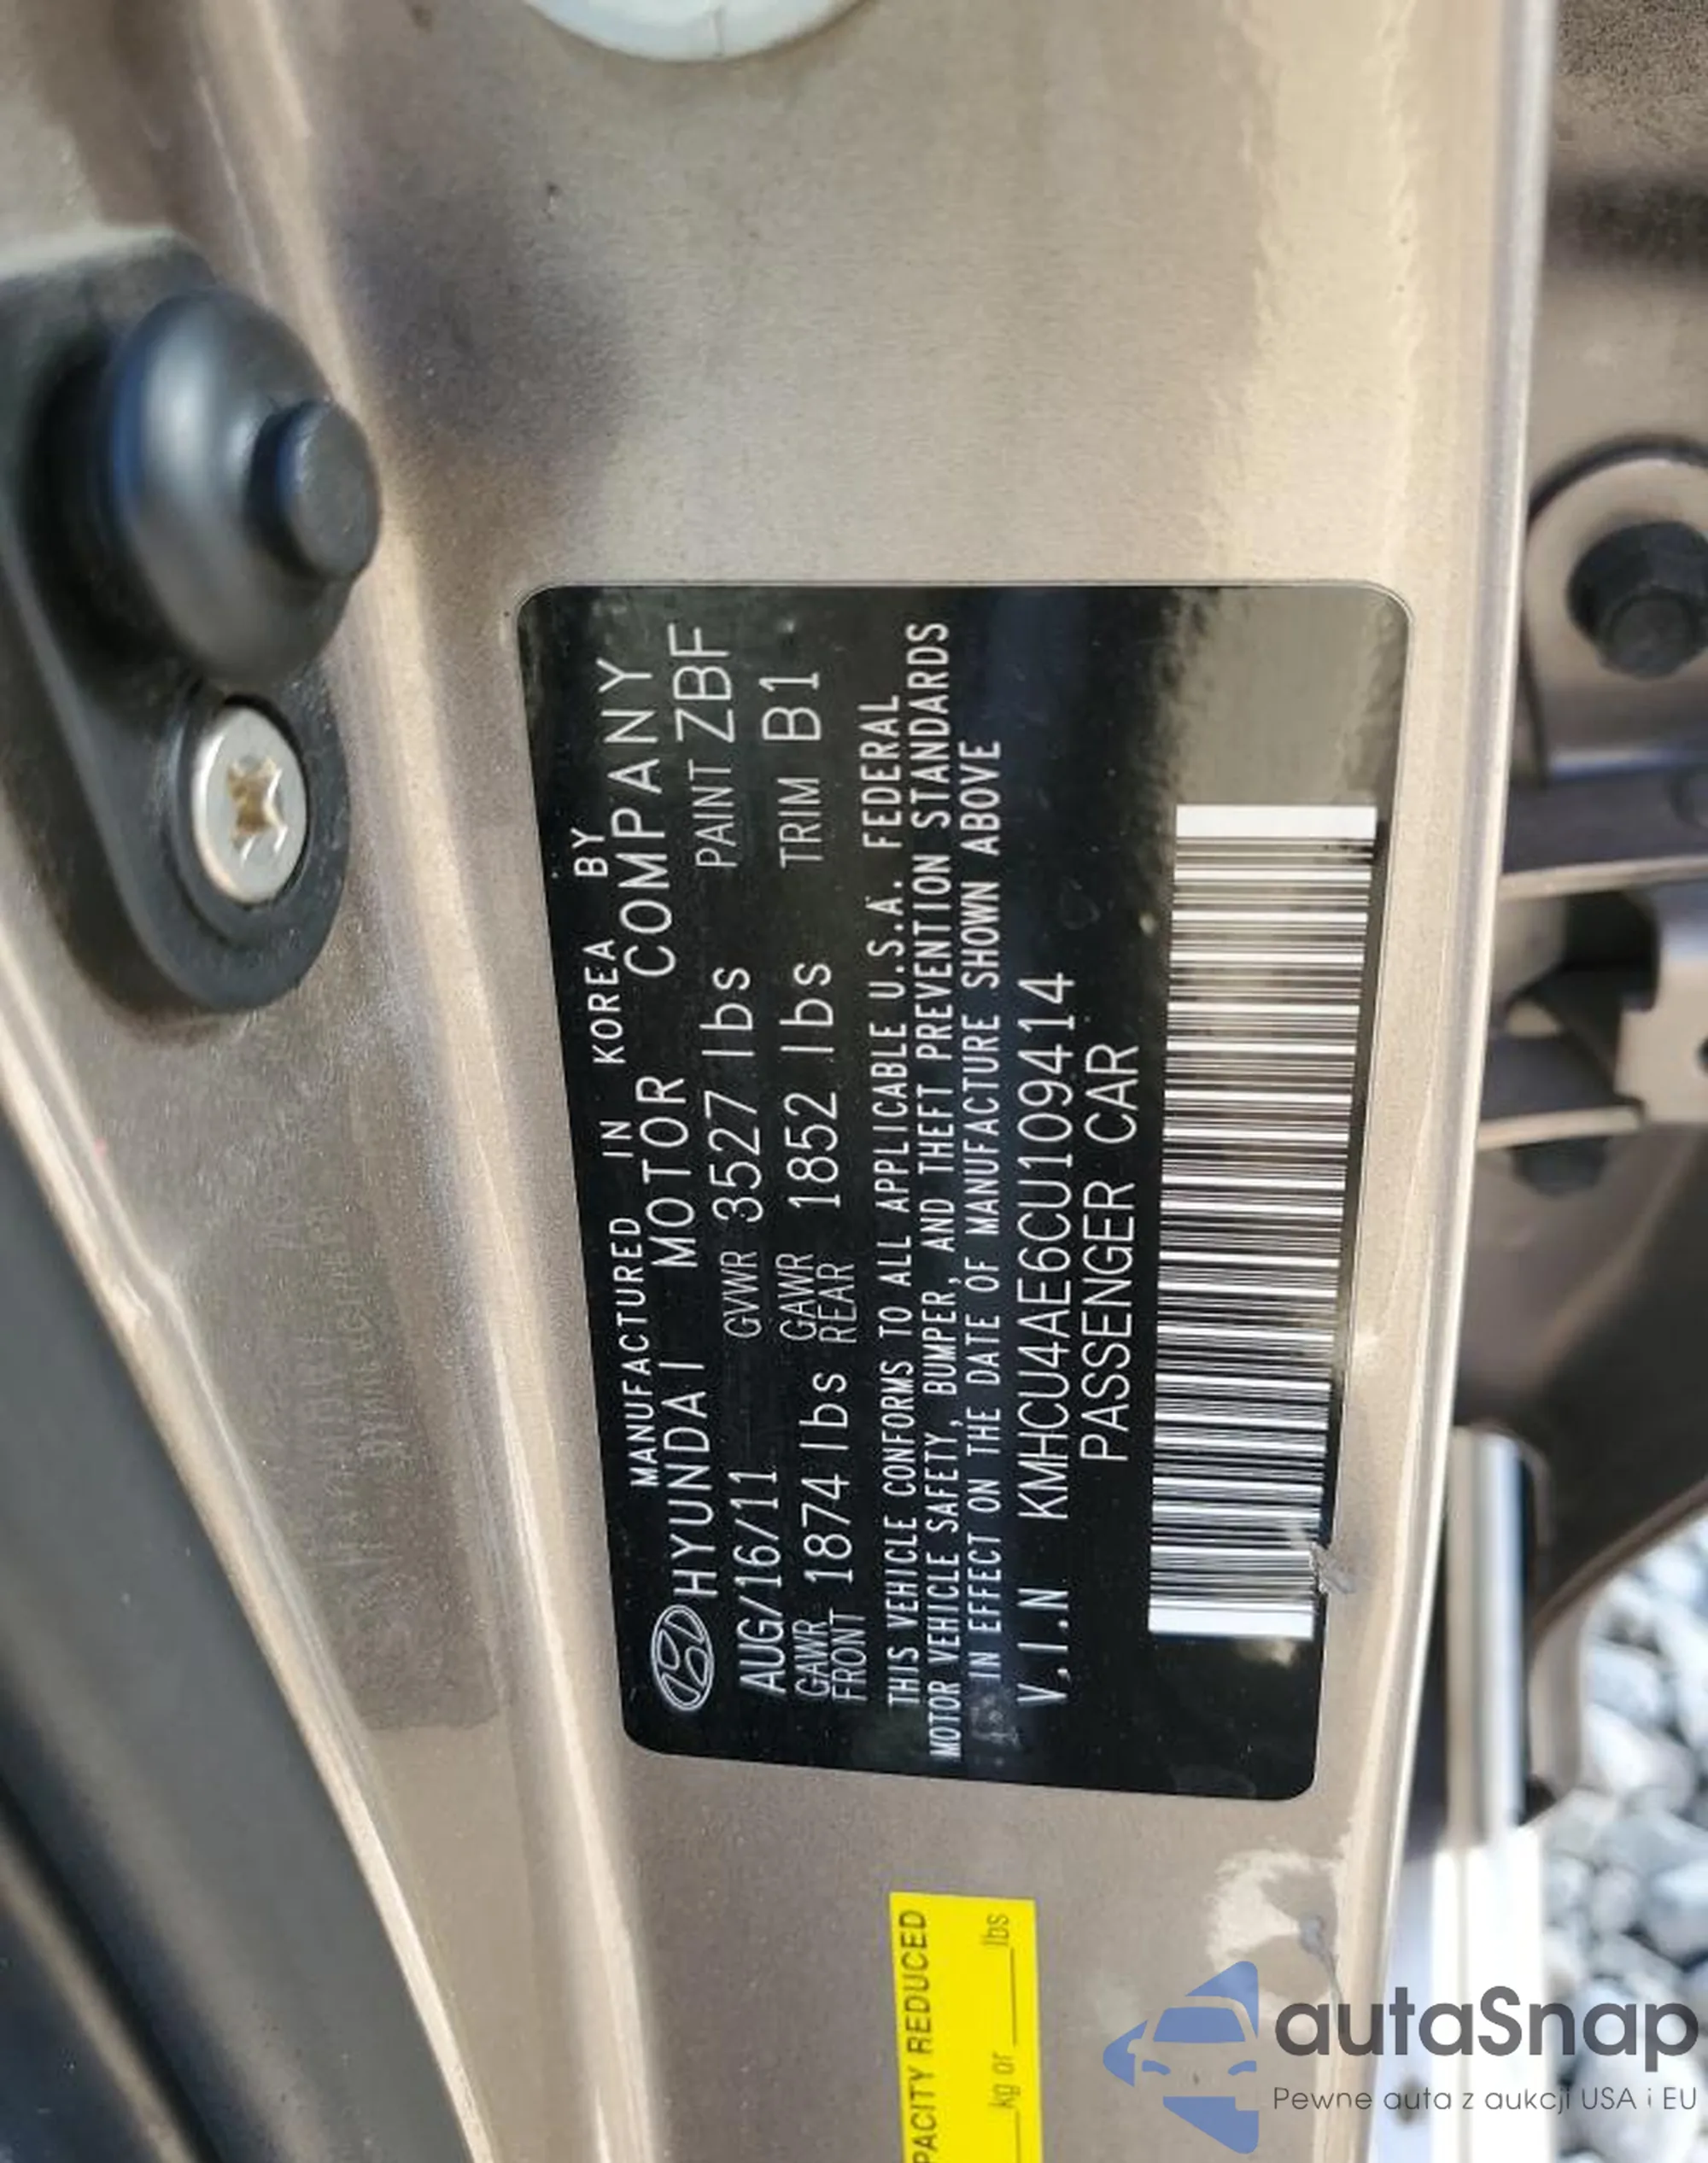 MANUFACTURED IN KOREA BY
HYUNDAI MOTOR COMPANY
AUG/16/11 GVWR 3527 lbs PAINT ZBF
GAWR FRONT 1874 lbs GAWR REAR 1852 lbs TRIM B1
THIS VEHICLE CONFORMS TO ALL APPLICABLE U.S.A. FEDERAL
MOTOR VEHICLE SAFETY, BUMPER, AND THEFT PREVENTION STANDARDS
IN EFFECT ON THE DATE OF MANUFACTURE SHOWN ABOVE
V.I.N KMHCU4AE6CU109414
PASSENGER CAR
PACITY REDUCED
kg or lbs
autaSnap
Pewne auta z aukcji USA i EU